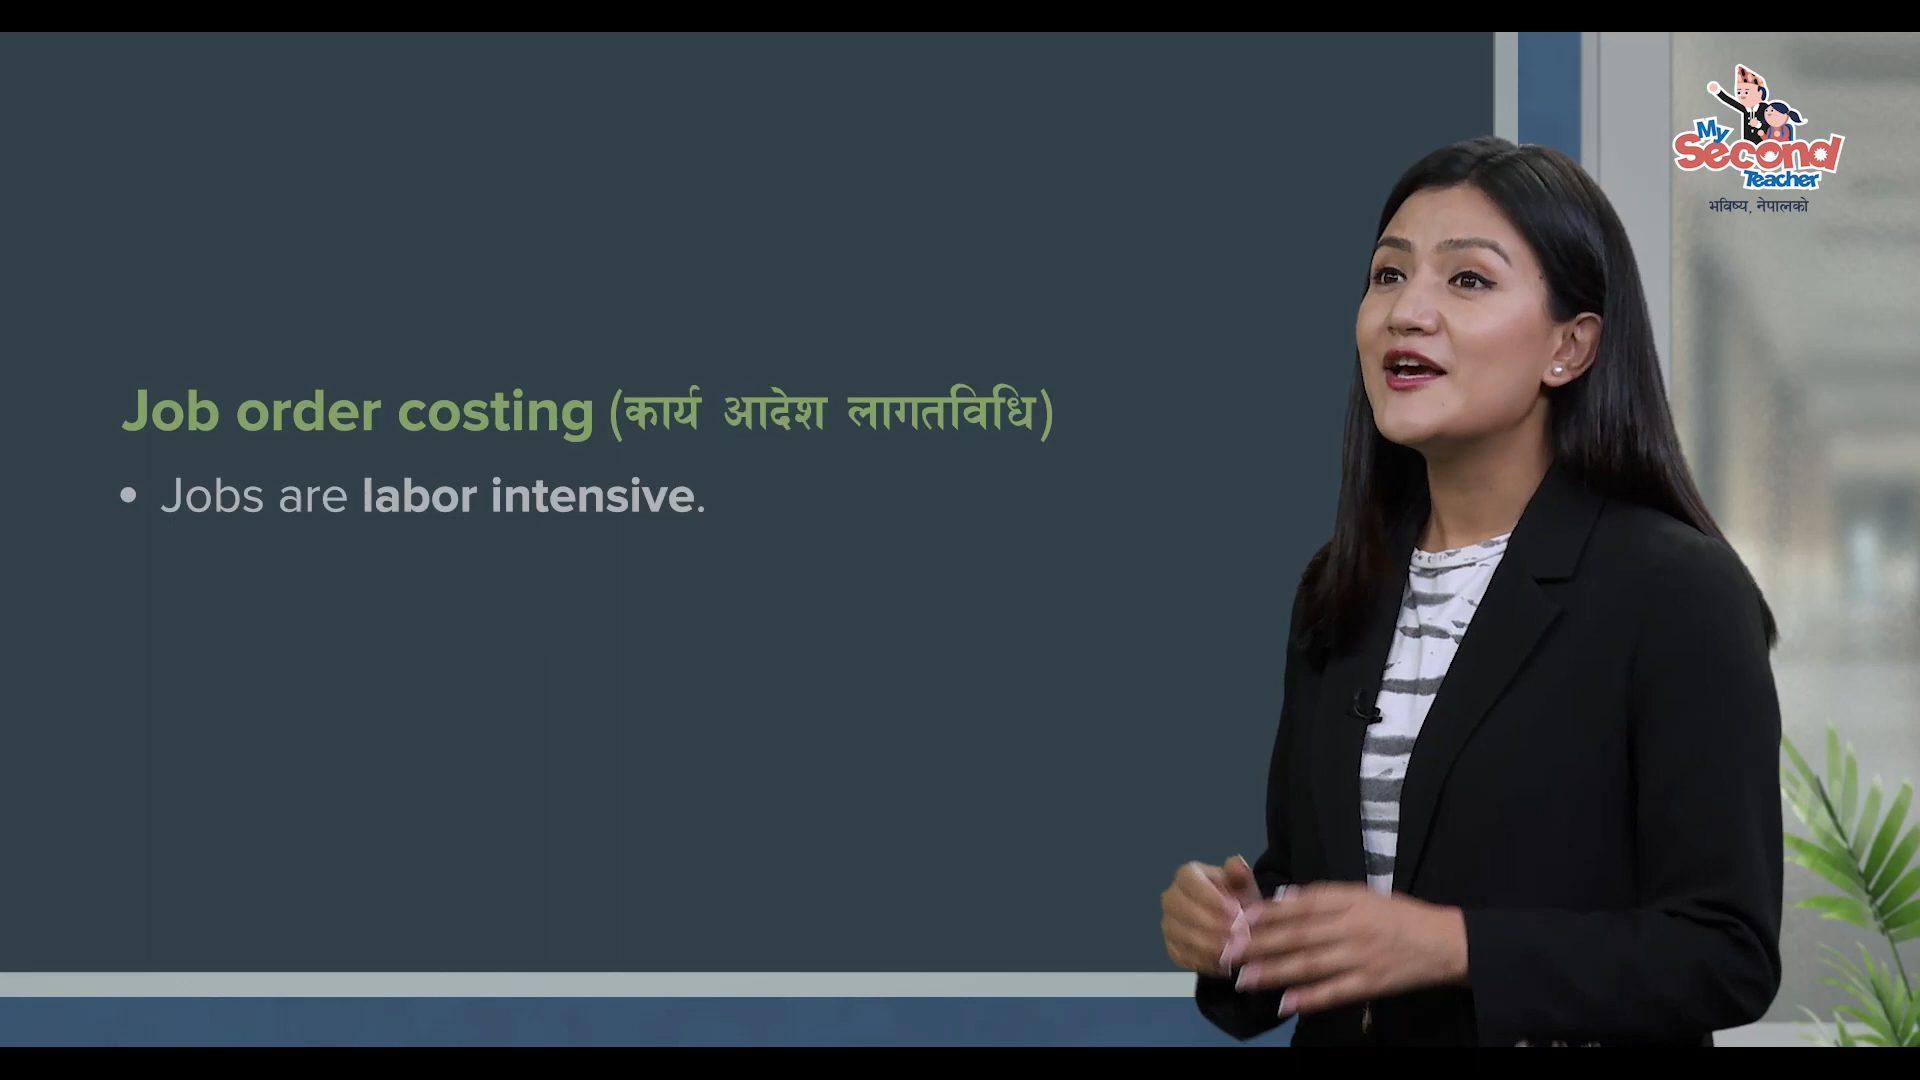 My
Second
Teacher
भविष्य, नेपालको
Job order costing (कार्य आदेश लागतविधि)
• Jobs are labor intensive.